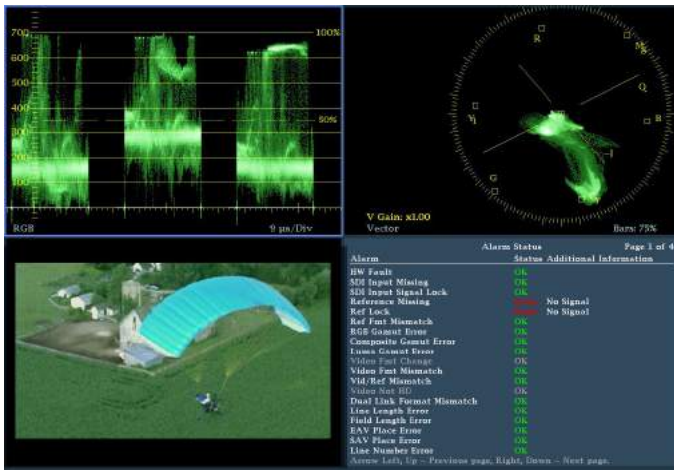 700
600
500
400
300
200
100
100%
50%
RGB
9 µs/Div
R
Mg
Q
B
YL
-I
G
V Gain: x1.00
Vector
Bars: 75%
Alarm Status Page 1 of 4
Alarm Status Additional Information
HW Fault OK
SDI Input Missing OK
SDI Input Signal Lock OK
Reference Missing No Signal
Ref Lock No Signal
Ref Fmt Mismatch OK
RGB Gamut Error OK
Composite Gamut Error OK
Luma Gamut Error OK
Video Fmt Change OK
Video Fmt Mismatch OK
Vid/Ref Mismatch OK
Video Not HD OK
Dual Link Format Mismatch OK
Line Length Error OK
Field Length Error OK
EAV Place Error OK
SAV Place Error OK
Line Number Error OK
Arrow Left, Up - Previous page, Right, Down - Next page.